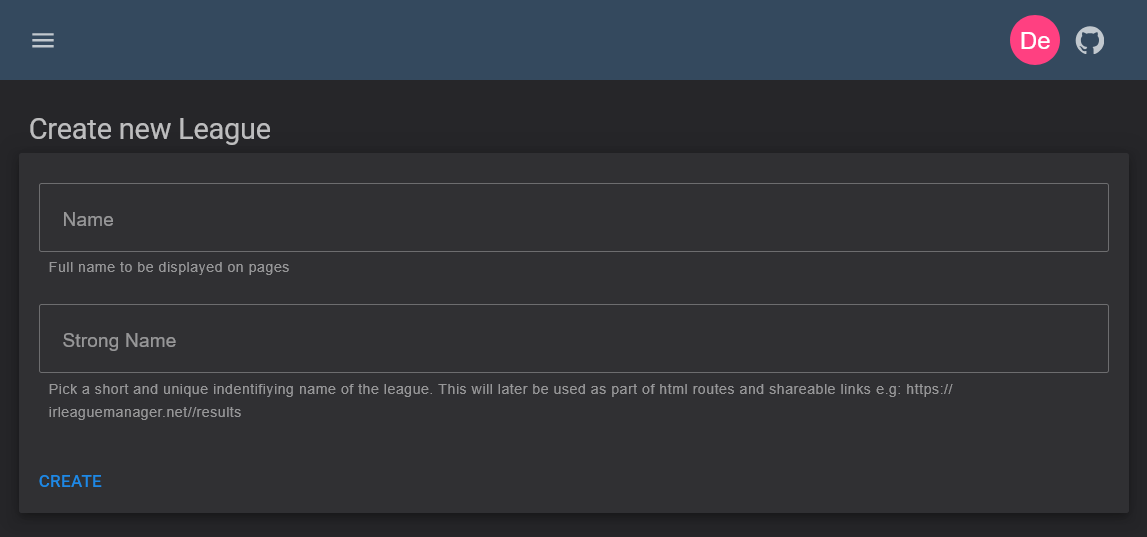 De
Create new League
Name
Full name to be displayed on pages
Strong Name
Pick a short and unique indentifiying name of the league. This will later be used as part of html routes and shareable links e.g: https://
irleaguemanager.net//results
CREATE